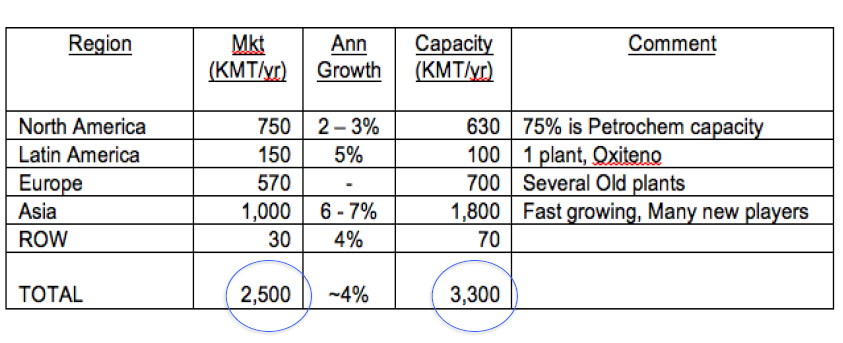 Region Mkt Ann Capacity Comment
(KMT/yr) Growth (KMT/yr)
North America 750 2 – 3% 630 75% is Petrochem capacity
Latin America 150 5% 100 1 plant, Oxiteno
Europe 570 - 700 Several Old plants
Asia 1,000 6 - 7% 1,800 Fast growing, Many new players
ROW 30 4% 70
TOTAL 2,500 ~4% 3,300